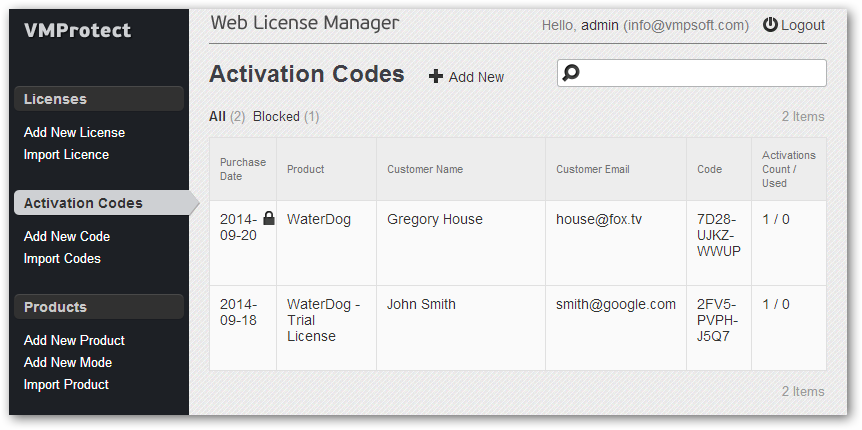 VMProtect
Licenses
Add New License
Import Licence
Activation Codes
Add New Code
Import Codes
Products
Add New Product
Add New Mode
Import Product
Web License Manager
Hello, admin (info@vmpsoft.com) Logout
Activation Codes
Add New
All (2) Blocked (1)
2 Items
Purchase
Date
Product
Customer Name
Customer Email
Code
Activations
Count /
Used
2014-
09-20
WaterDog
Gregory House
house@fox.tv
7D28-
UJKZ-
WWUP
1 / 0
2014-
09-18
WaterDog -
Trial
License
John Smith
smith@google.com
2FV5-
PVPH-
J5Q7
1 / 0
2 Items